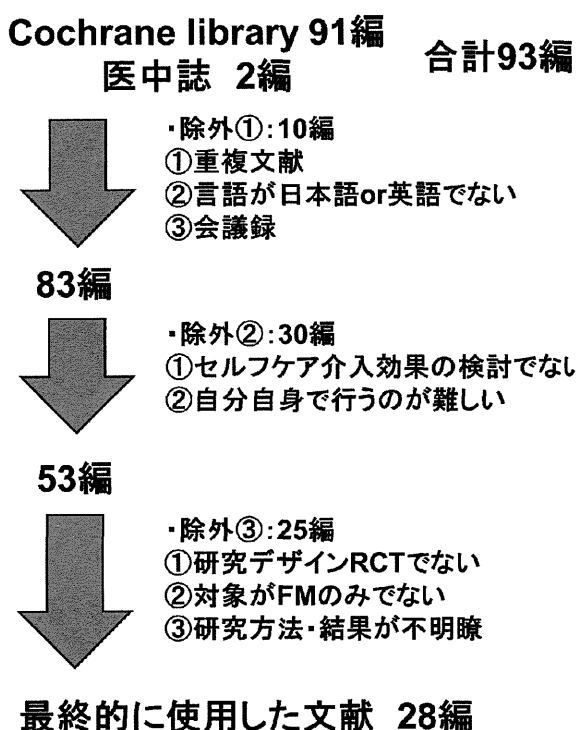 Cochrane library 91編
医中誌 2編
合計93編
・除外①:10編
①重複文献
②言語が日本語or英語でない
③会議録
83編
・除外②:30編
①セルフケア介入効果の検討でない
②自分自身で行うのが難しい
53編
・除外③:25編
①研究デザインRCTでない
②対象がFMのみでない
③研究方法・結果が不明瞭
最終的に使用した文献 28編